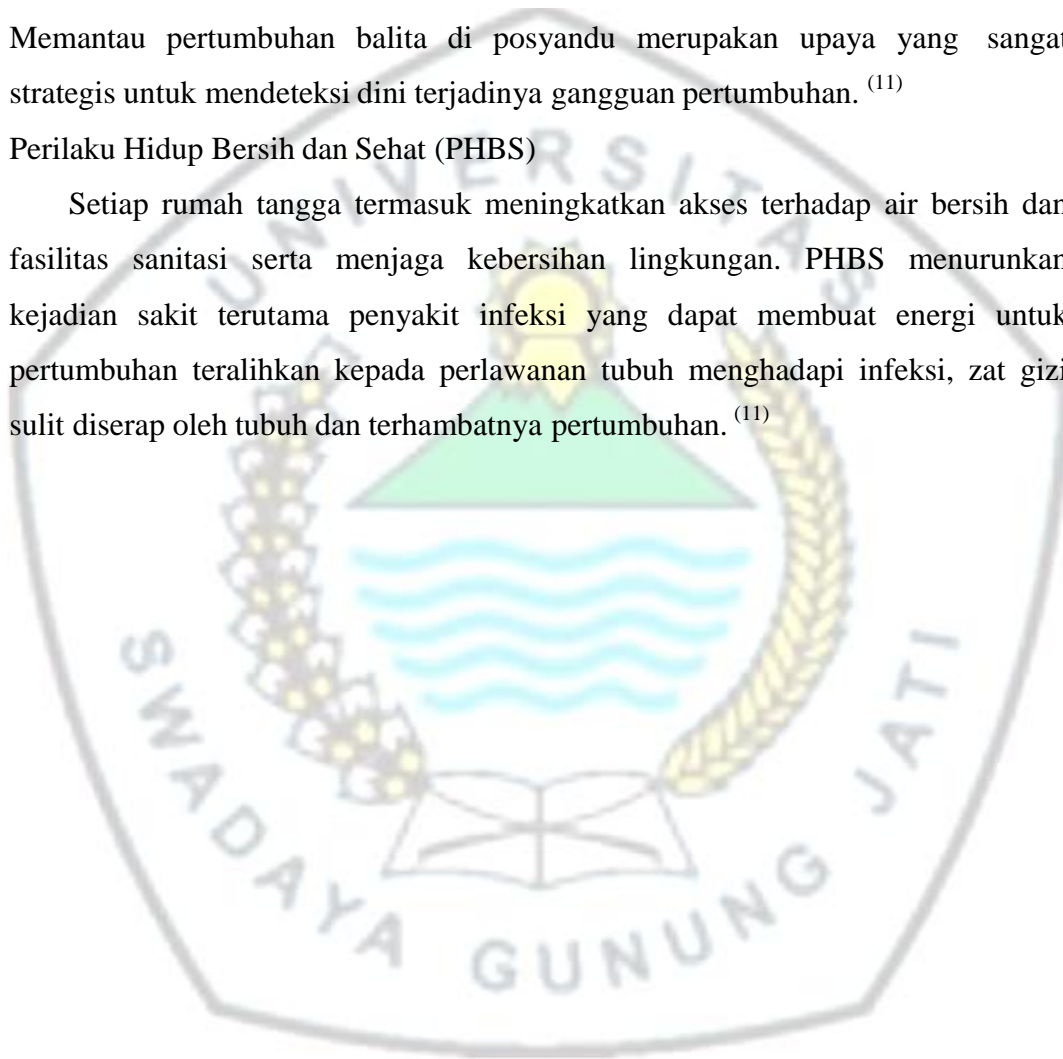 Memantau pertumbuhan balita di posyandu merupakan upaya yang sangat
strategis untuk mendeteksi dini terjadinya gangguan pertumbuhan. (11)
Perilaku Hidup Bersih dan Sehat (PHBS)
Setiap rumah tangga termasuk meningkatkan akses terhadap air bersih dan
fasilitas sanitasi serta menjaga kebersihan lingkungan. PHBS menurunkan
kejadian sakit terutama penyakit infeksi yang dapat membuat energi untuk
pertumbuhan teralihkan kepada perlawanan tubuh menghadapi infeksi, zat gizi
sulit diserap oleh tubuh dan terhambatnya pertumbuhan. (11)
UNIVERSITAS
SWADAYA GUNUNG JATI